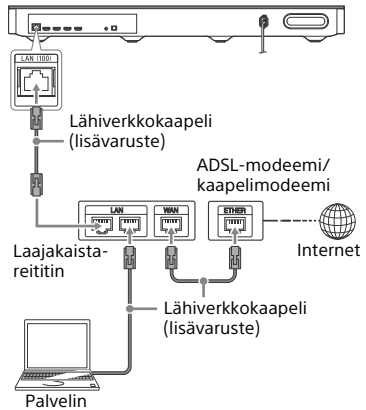 LAN (100)
Lähiverkkokaapeli
(lisävaruste)
ADSL-modeemi/
kaapelimodeemi
LAN
WAN
ETHER
Laajakaista-
reititin
Internet
Lähiverkkokaapeli
(lisävaruste)
Palvelin